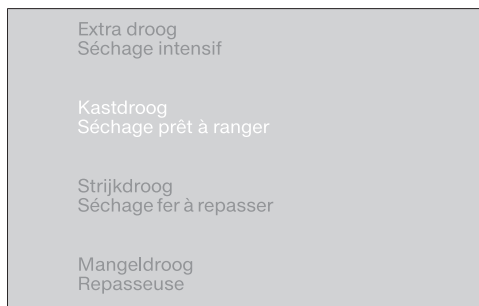 Extra droog
Séchage intensif
Kastdroog
Séchage prêt à ranger
Strijkdroog
Séchage fer à repasser
Mangeldroog
Repasseuse